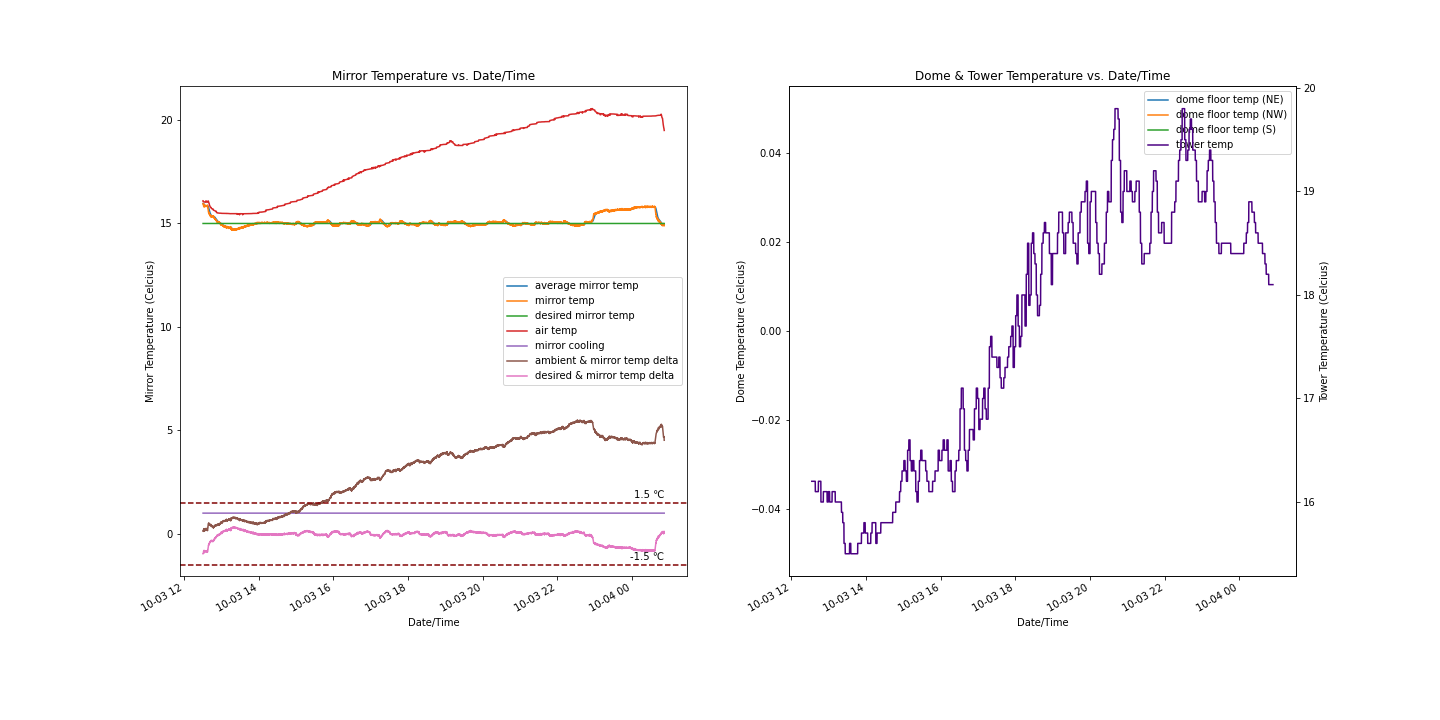 Mirror Temperature vs. Date/Time
Mirror Temperature (Celcius)
20
15
10
5
0
average mirror temp
mirror temp
desired mirror temp
air temp
mirror cooling
ambient & mirror temp delta
desired & mirror temp delta
1.5 °C
-1.5 °C
10-03 12
10-03 14
10-03 16
10-03 18
10-03 20
10-03 22
10-04 00
Date/Time
Dome & Tower Temperature vs. Date/Time
Dome Temperature (Celcius)
0.04
0.02
0.00
−0.02
−0.04
dome floor temp (NE)
dome floor temp (NW)
dome floor temp (S)
tower temp
20
19
18
17
16
Tower Temperature (Celcius)
10-03 12
10-03 14
10-03 16
10-03 18
10-03 20
10-03 22
10-04 00
Date/Time